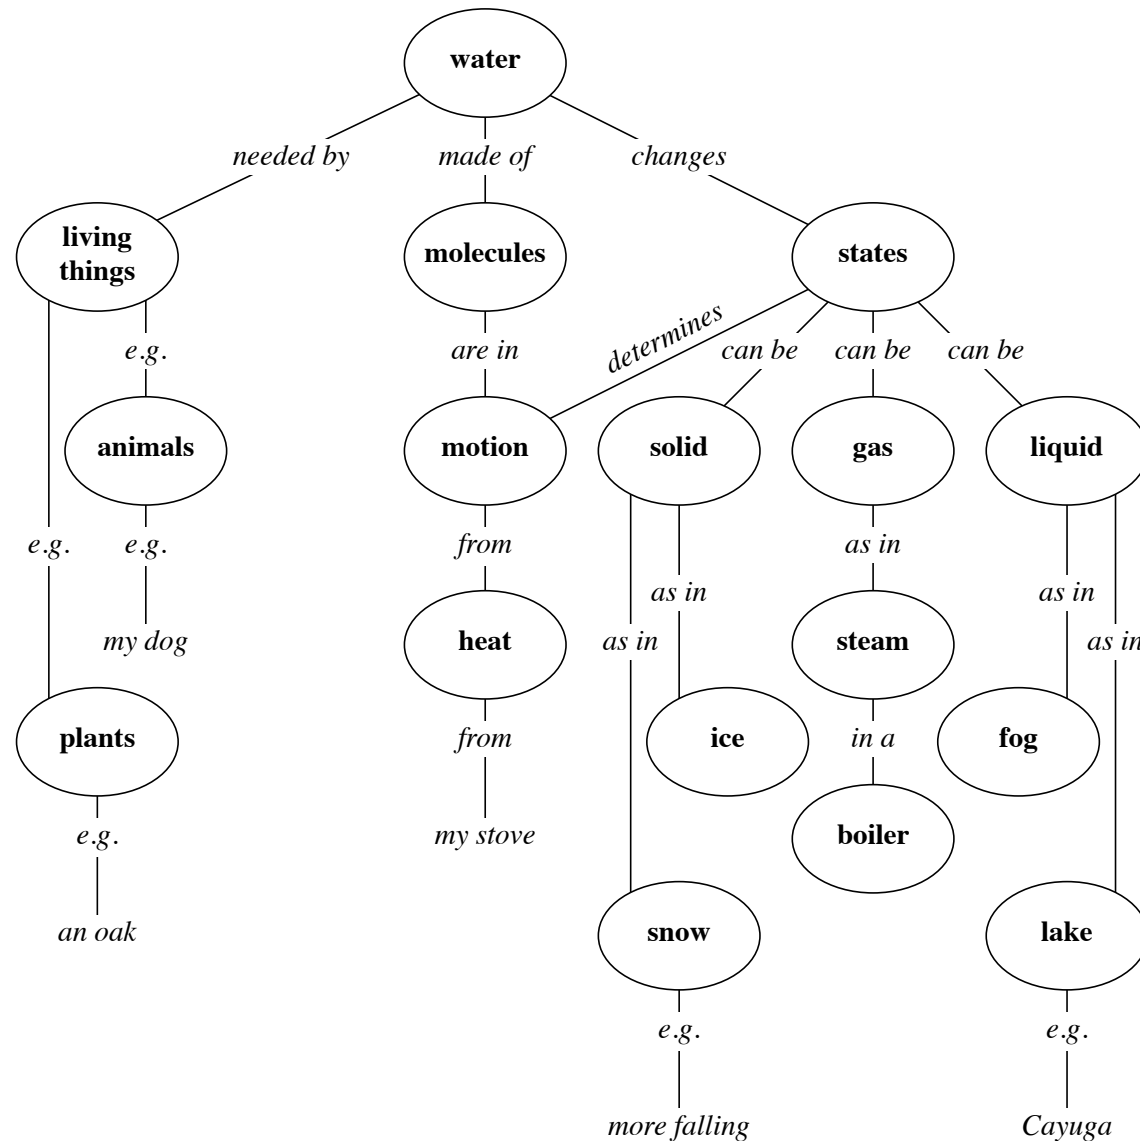 water
needed by
made of
changes
living
things
molecules
states
determines
e.g.
are in
can be
can be
can be
animals
motion
solid
gas
liquid
e.g.
e.g.
from
as in
as in
as in
my dog
heat
as in
steam
as in
plants
from
ice
in a
fog
e.g.
my stove
boiler
an oak
snow
lake
e.g.
e.g.
more falling
Cayuga